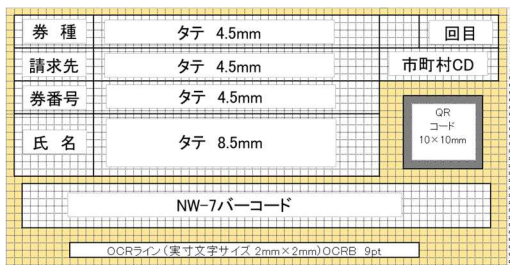 券 種 タテ 4.5mm 回目
請求先 タテ 4.5mm 市町村CD
券番号 タテ 4.5mm
氏 名 タテ 8.5mm
QR
コード
10×10mm
NW-7バーコード
OCRライン(実寸文字サイズ 2mm×2mm)OCRB 9pt